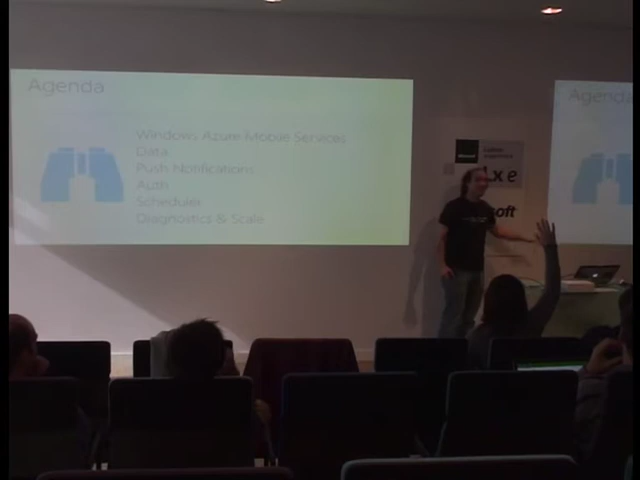 Agenda
Windows Azure Mobile Services
Data
Push Notifications
Auth
Scheduler
Diagnostics & Scale
Agenda